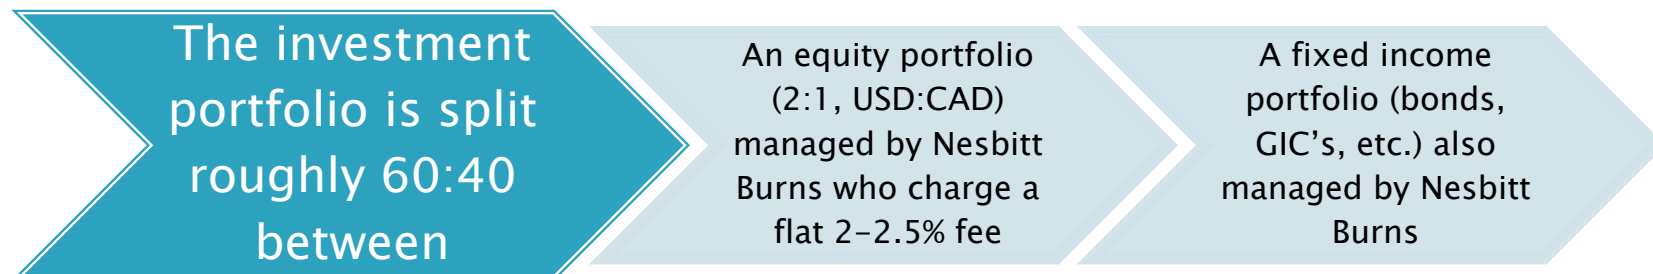 The investment
portfolio is split
roughly 60:40
between
An equity portfolio
(2:1, USD:CAD)
managed by Nesbitt
Burns who charge a
flat 2-2.5% fee
A fixed income
portfolio (bonds,
GIC’s, etc.) also
managed by Nesbitt
Burns